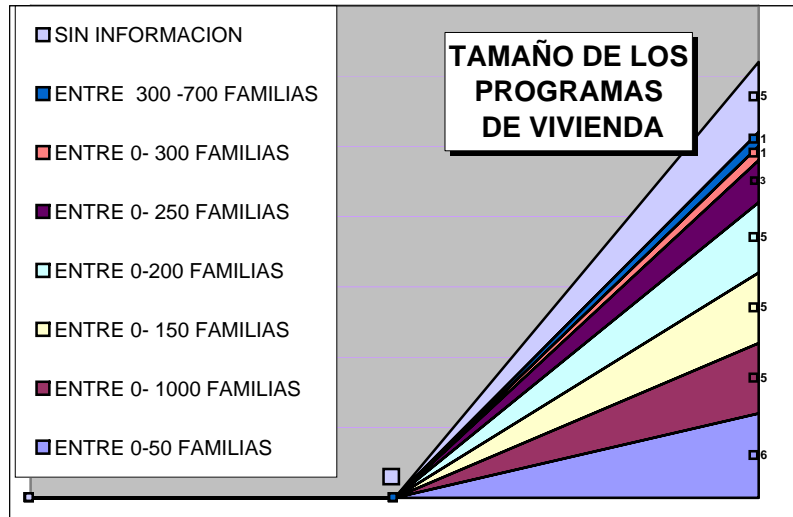 SIN INFORMACION
ENTRE 300 -700 FAMILIAS
ENTRE 0- 300 FAMILIAS
ENTRE 0- 250 FAMILIAS
ENTRE 0-200 FAMILIAS
ENTRE 0- 150 FAMILIAS
ENTRE 0- 1000 FAMILIAS
ENTRE 0-50 FAMILIAS
TAMAÑO DE LOS
PROGRAMAS
DE VIVIENDA
5
1
1
3
5
5
5
6